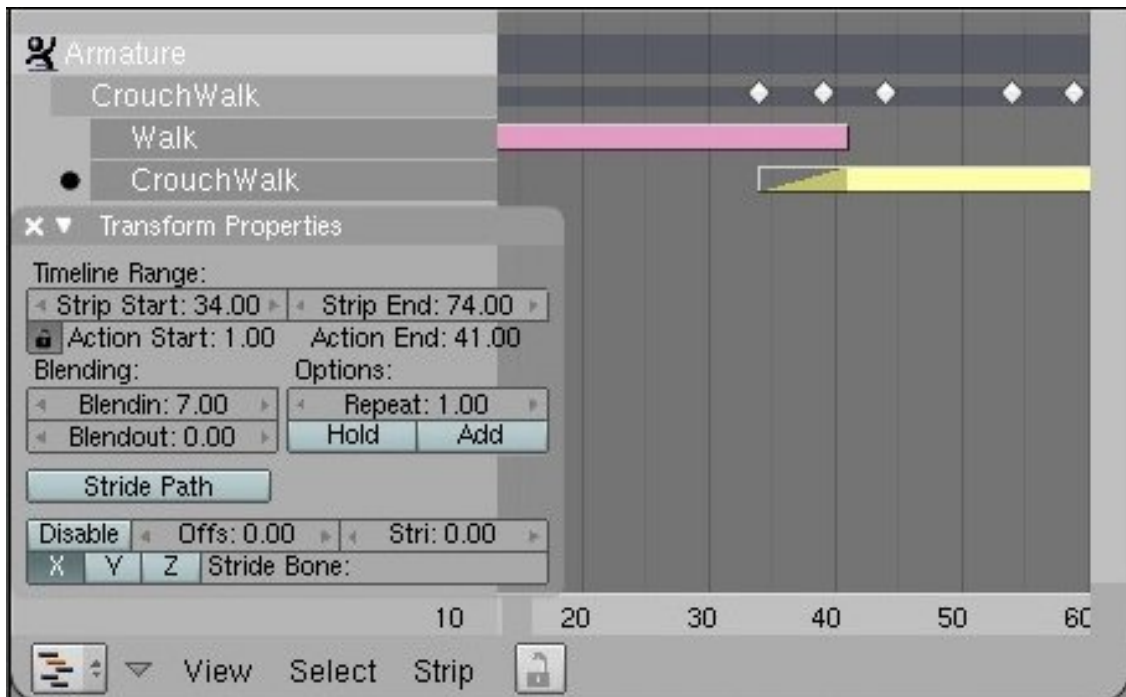 Armature
CrouchWalk
Walk
CrouchWalk
Transform Properties
Timeline Range:
Strip Start: 34.00 Strip End: 74.00
Action Start: 1.00 Action End: 41.00
Blending: Options:
Blendin: 7.00 Repeat: 1.00
Blendout: 0.00 Hold Add
Stride Path
Disable Offs: 0.00 Stri: 0.00
X Y Z Stride Bone:
10 20 30 40 50 60
View Select Strip